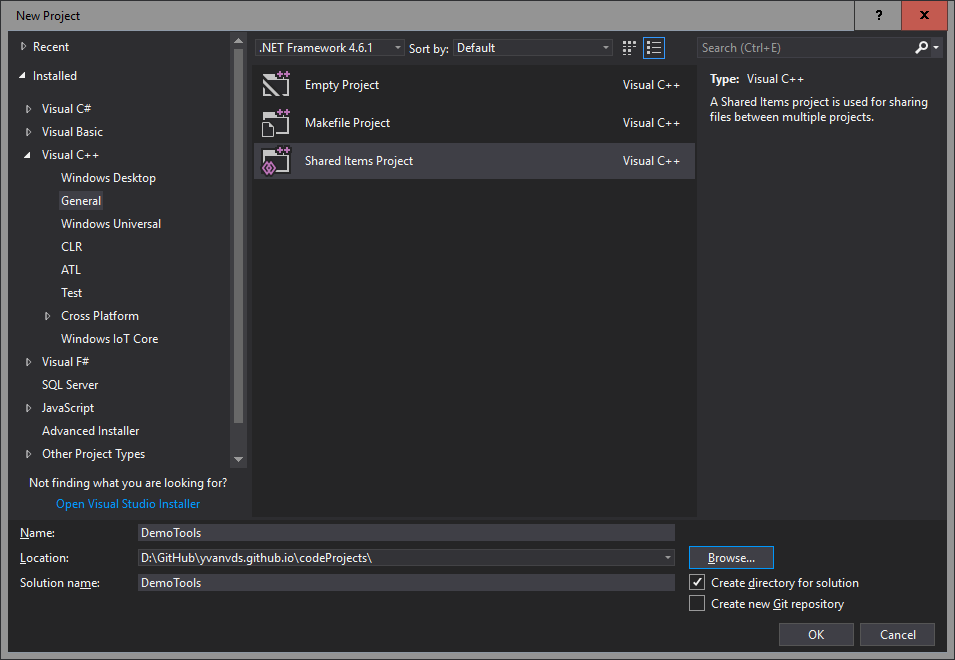 New Project
?
Recent
Installed
Visual C#
Visual Basic
Visual C++
Windows Desktop
General
Windows Universal
CLR
ATL
Test
Cross Platform
Windows IoT Core
Visual F#
SQL Server
JavaScript
Advanced Installer
Other Project Types
Not finding what you are looking for?
Open Visual Studio Installer
.NET Framework 4.6.1 Sort by: Default
Empty Project Visual C++
Makefile Project Visual C++
Shared Items Project Visual C++
Search (Ctrl+E)
Type: Visual C++
A Shared Items project is used for sharing
files between multiple projects.
Name: DemoTools
Location: D:\GitHub\yvanvds.github.io\codeProjects\ Browse...
Solution name: DemoTools Create directory for solution
Create new Git repository
OK Cancel